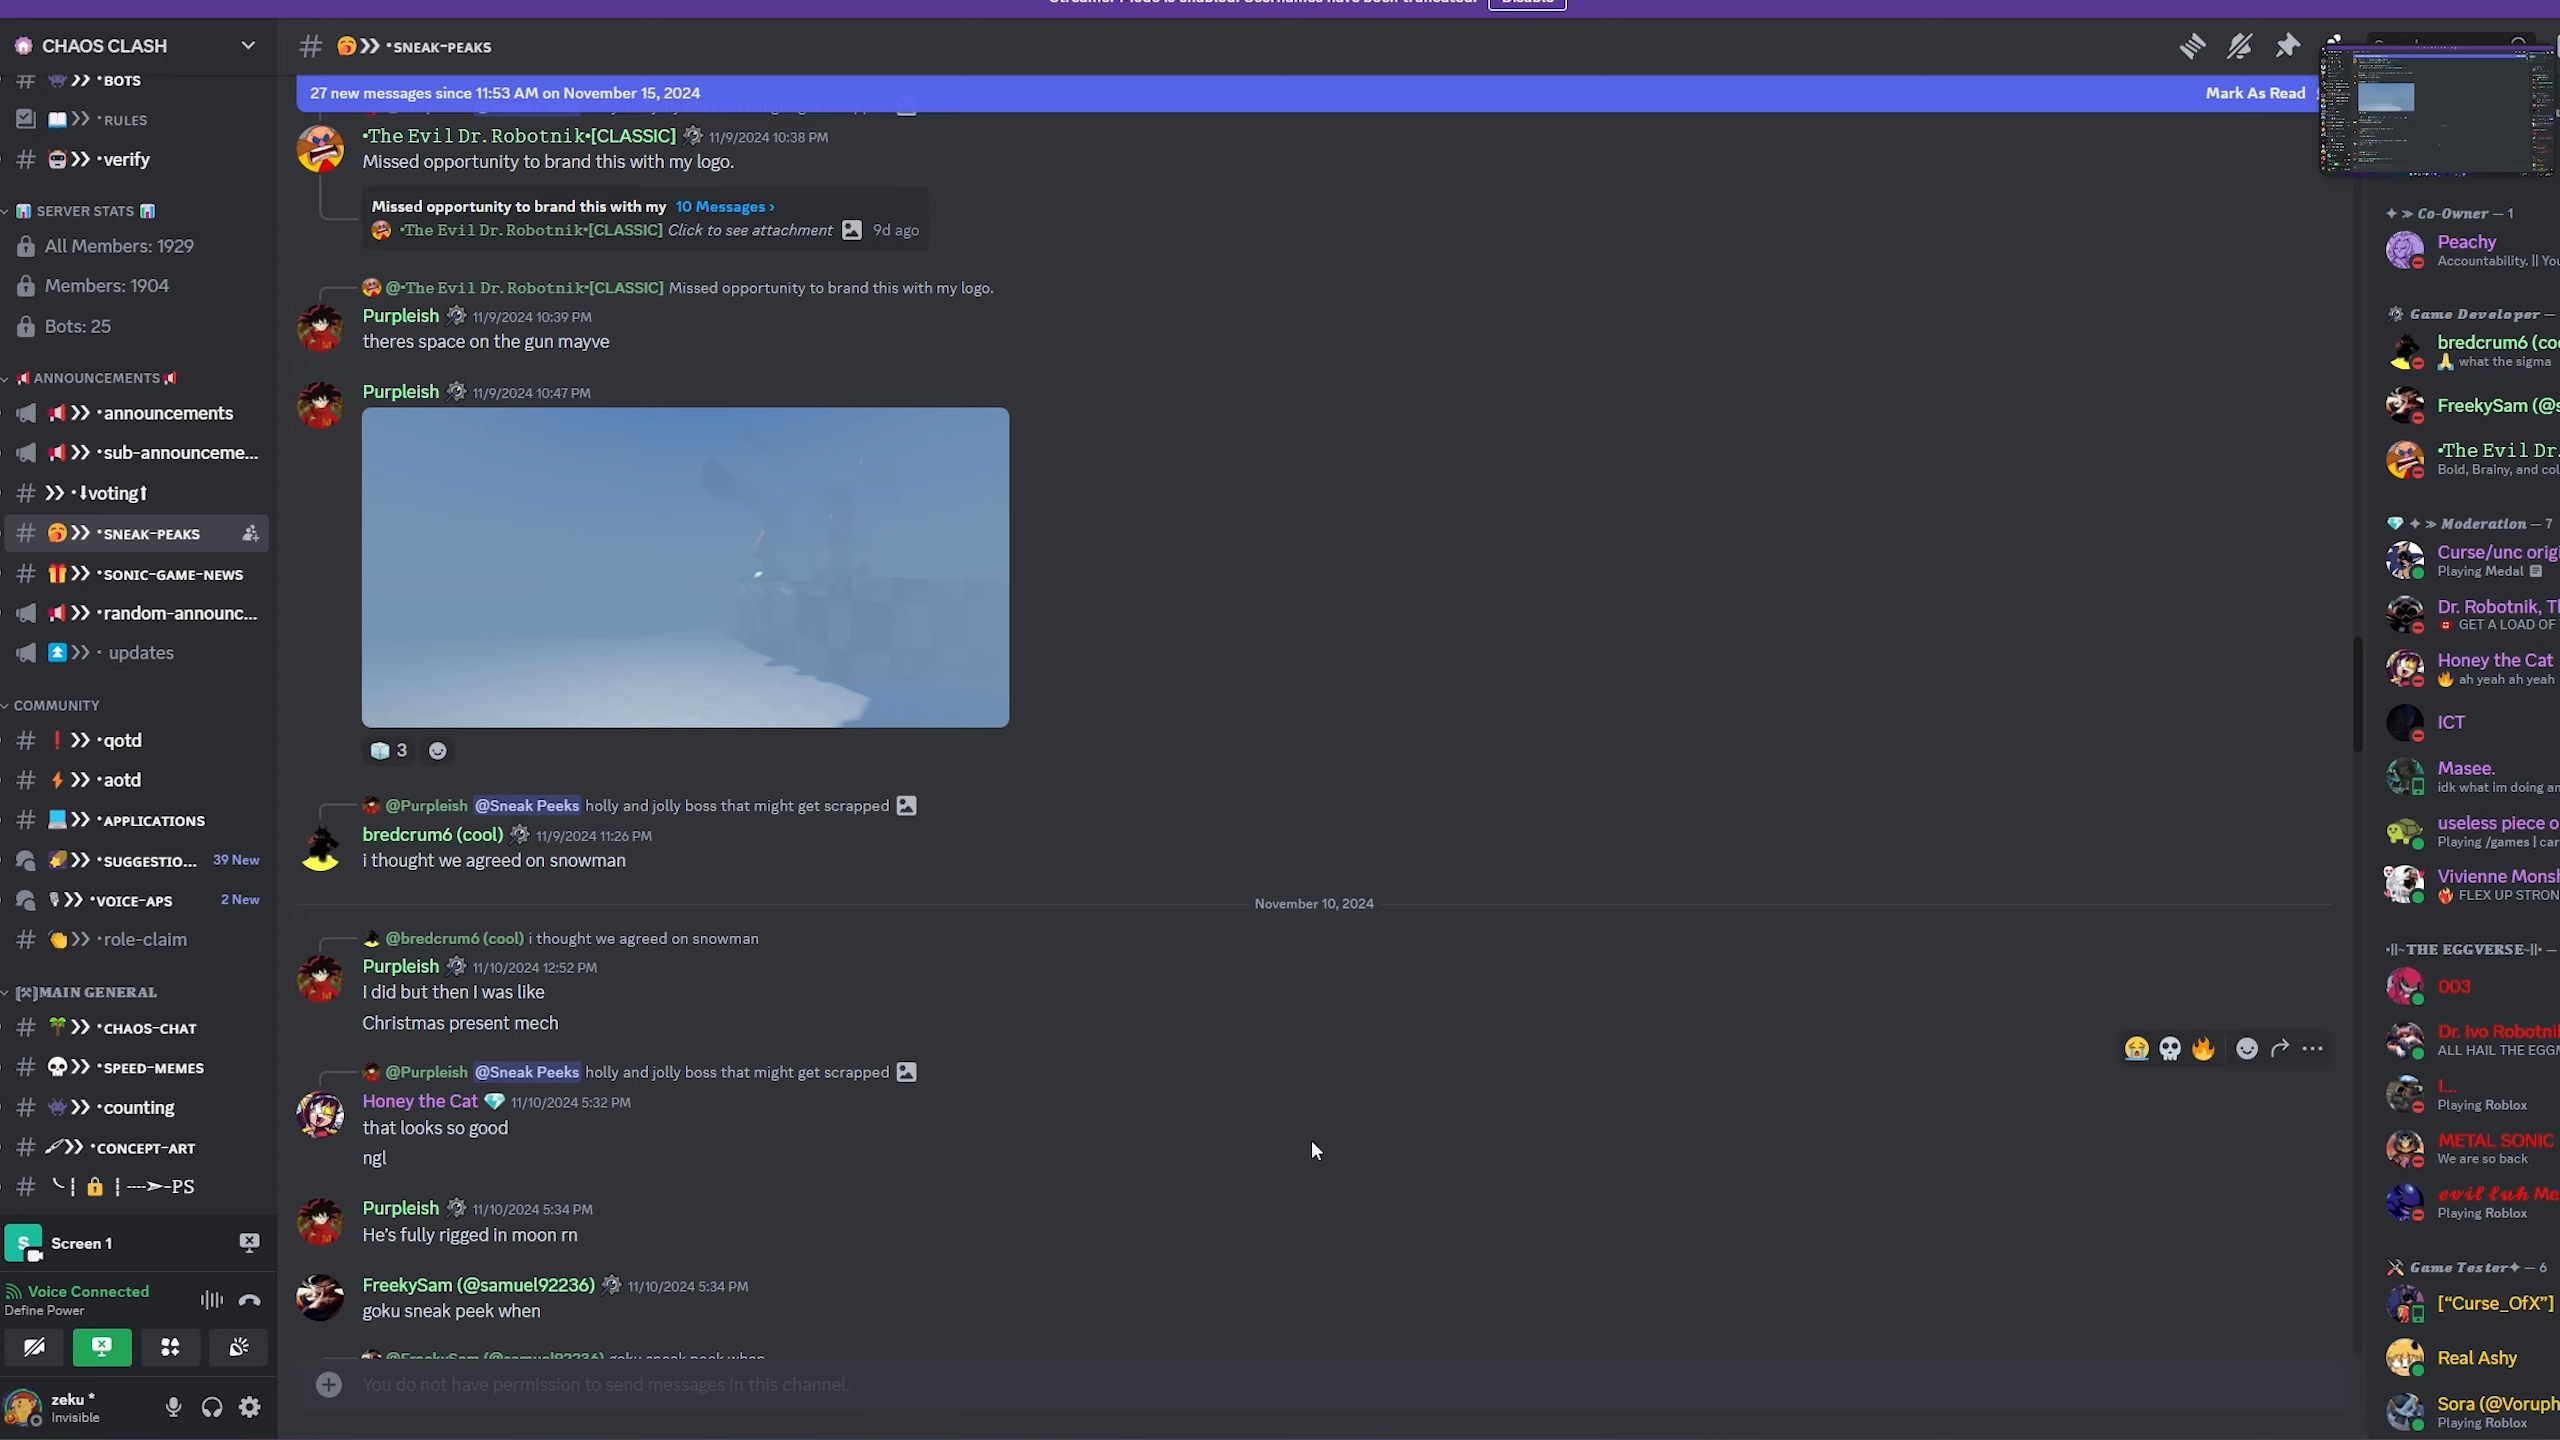 CHAOS CLASH
•BOTS
•RULES
•verify
SERVER STATS
All Members: 1929
Members: 1904
Bots: 25
ANNOUNCEMENTS
•announcements
•sub-announceme...
•⭣voting⭡
•SNEAK-PEAKS
•SONIC-GAME-NEWS
•random-announc...
• updates
COMMUNITY
•qotd
•aotd
•APPLICATIONS
•SUGGESTIO... 39 New
•VOICE-APS 2 New
•role-claim
[⚒]MAIN GENERAL
•CHAOS-CHAT
•SPEED-MEMES
•counting
•CONCEPT-ART
╰┆🔒┆---➣-PS
Screen 1
Voice Connected
Define Power
zeku *
Invisible
•SNEAK-PEAKS
27 new messages since 11:53 AM on November 15, 2024
Mark As Read
•The Evil Dr. Robotnik•[CLASSIC] 11/9/2024 10:38 PM
Missed opportunity to brand this with my logo.
Missed opportunity to brand this with my 10 Messages ›
•The Evil Dr. Robotnik•[CLASSIC] Click to see attachment 9d ago
@•The Evil Dr. Robotnik•[CLASSIC] Missed opportunity to brand this with my logo.
Purpleish 11/9/2024 10:39 PM
theres space on the gun mayve
Purpleish 11/9/2024 10:47 PM
3
@Purpleish @Sneak Peeks holly and jolly boss that might get scrapped
bredcrum6 (cool) 11/9/2024 11:26 PM
i thought we agreed on snowman
November 10, 2024
@bredcrum6 (cool) i thought we agreed on snowman
Purpleish 11/10/2024 12:52 PM
I did but then I was like
Christmas present mech
@Purpleish @Sneak Peeks holly and jolly boss that might get scrapped
Honey the Cat 11/10/2024 5:32 PM
that looks so good
ngl
Purpleish 11/10/2024 5:34 PM
He's fully rigged in moon rn
FreekySam (@samuel92236) 11/10/2024 5:34 PM
goku sneak peek when
You do not have permission to send messages in this channel.
✦ ≫ Co-Owner — 1
Peachy
Accountability. || You
Game Developer —
bredcrum6 (coo
what the sigma
FreekySam (@s
•The Evil Dr.
Bold, Brainy, and col
✦ ≫ Moderation — 7
Curse/unc origi
Playing Medal
Dr. Robotnik, Th
GET A LOAD OF
Honey the Cat
ah yeah ah yeah
ICT
Masee.
idk what im doing an
useless piece o
Playing /games | car
Vivienne Monsh
FLEX UP STRON
•||~THE EGGVERSE~||• —
003
Dr. Ivo Robotnik
ALL HAIL THE EGGM
I...
Playing Roblox
METAL SONIC
We are so back
evil luh Me
Playing Roblox
Game Tester✦ — 6
["Curse_OfX"]
Real Ashy
Sora (@Voruph
Playing Roblox